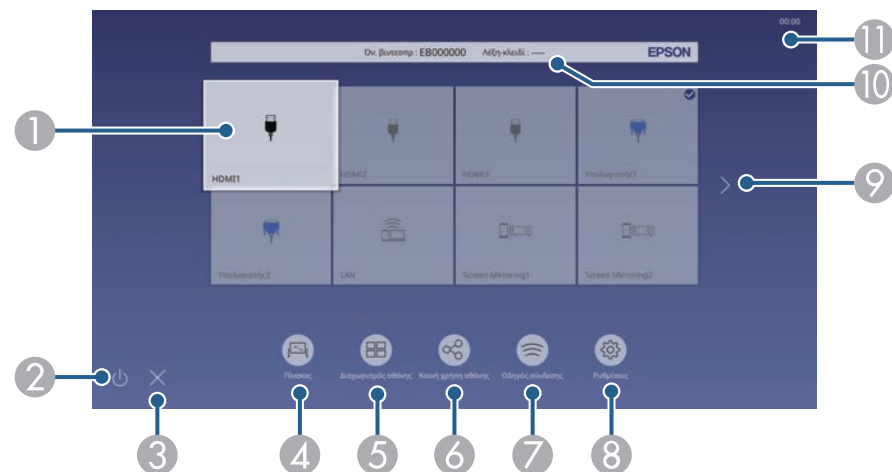 00:00
11
Όν. βιντεοπρ : EB000000 Λέξη-κλειδί : ----
EPSON
10
1
HDMI1
HDMI2
HDMI3
Υπολογιστής1
9
Υπολογιστής2
LAN
Screen Mirroring1
Screen Mirroring2
2
Πίνακας
Διαχωρισμός οθόνης
Κοινή χρήση οθόνης
Οδηγός σύνδεσης
Ρυθμίσεις
3
4
5
6
7
8